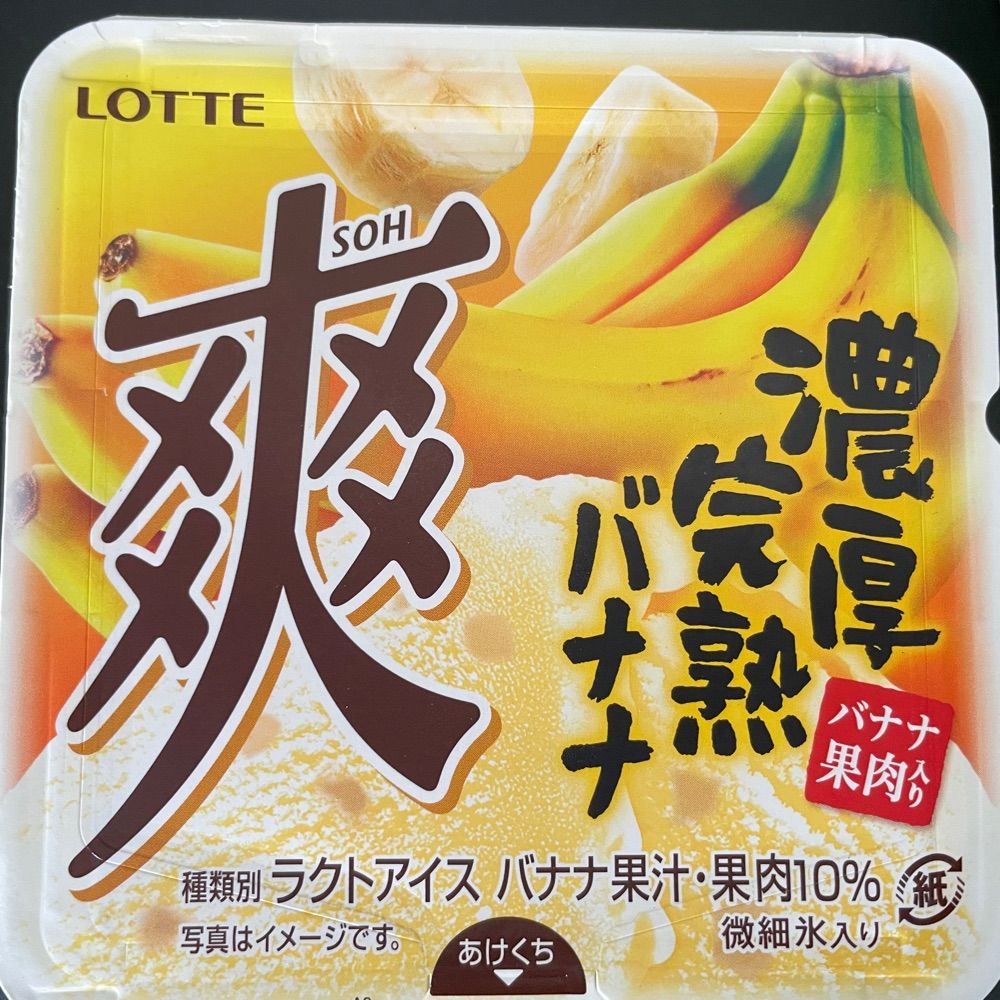 LOTTE
SOH
爽
濃厚
完熟
バナナ
バナナ
果肉入り
種類別 ラクトアイス バナナ果汁・果肉10%
紙
写真はイメージです。
微細氷入り
あけくち